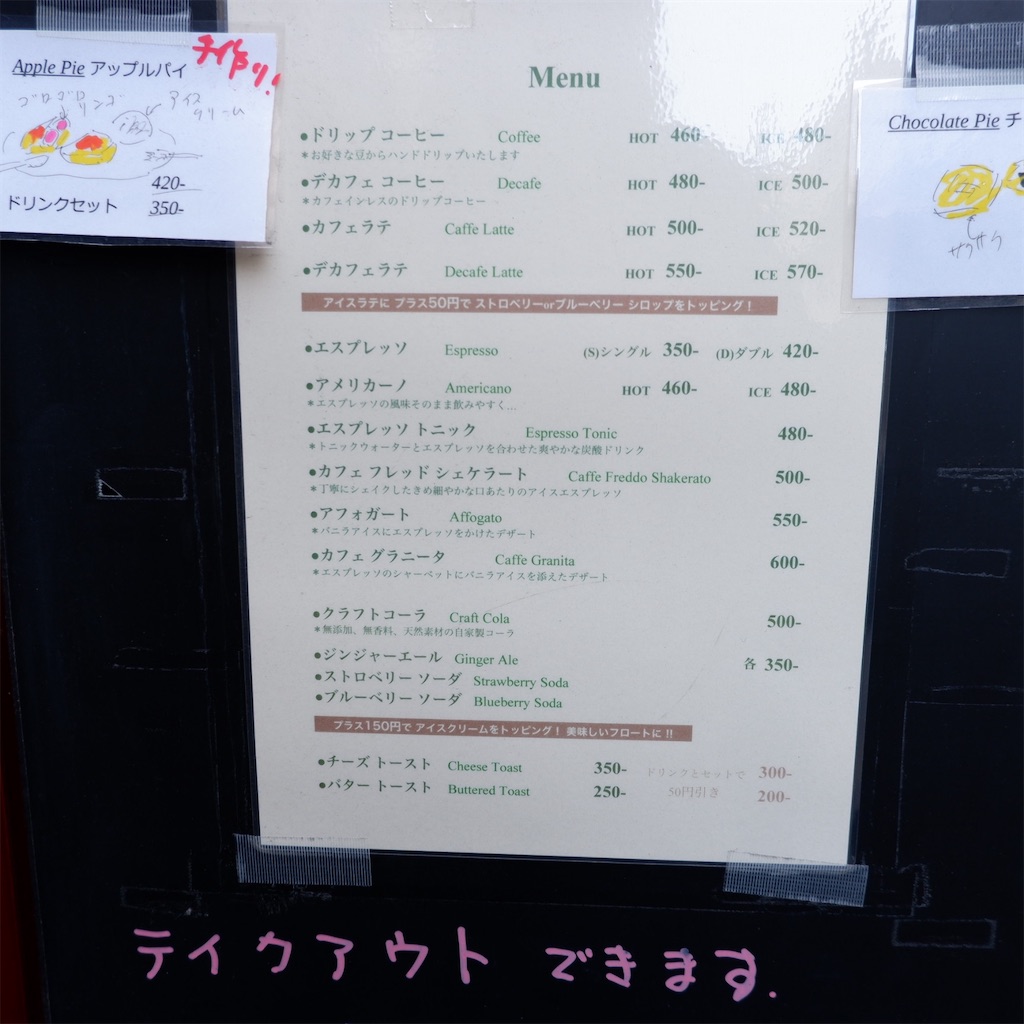 Apple Pie アップルパイ
ゴロゴロ
リンゴ
アイス
クリーム
420-
ドリンクセット 350-
Chocolate Pie チ
サクサク
Menu
●ドリップ コーヒー Coffee HOT 460- ICE 480-
＊お好きな豆からハンドドリップいたします
●デカフェ コーヒー Decafe HOT 480- ICE 500-
＊カフェインレスのドリップコーヒー
●カフェラテ Caffe Latte HOT 500- ICE 520-
●デカフェラテ Decafe Latte HOT 550- ICE 570-
アイスラテに プラス50円で ストロベリーorブルーベリー シロップをトッピング！
●エスプレッソ Espresso (S)シングル 350- (D)ダブル 420-
●アメリカーノ Americano HOT 460- ICE 480-
＊エスプレッソの風味そのまま飲みやすく…
●エスプレッソ トニック Espresso Tonic 480-
＊トニックウォーターとエスプレッソを合わせた爽やかな炭酸ドリンク
●カフェ フレッド シェケラート Caffe Freddo Shakerato 500-
＊丁寧にシェイクしたきめ細やかな口あたりのアイスエスプレッソ
●アフォガート Affogato 550-
＊バニラアイスにエスプレッソをかけたデザート
●カフェ グラニータ Caffe Granita 600-
＊エスプレッソのシャーベットにバニラアイスを添えたデザート
●クラフトコーラ Craft Cola 500-
＊無添加、無香料、天然素材の自家製コーラ
●ジンジャーエール Ginger Ale 各 350-
●ストロベリー ソーダ Strawberry Soda
●ブルーベリー ソーダ Blueberry Soda
プラス150円で アイスクリームをトッピング！ 美味しいフロートに !!
●チーズ トースト Cheese Toast 350- ドリンクとセットで 300-
●バター トースト Buttered Toast 250- 50円引き 200-
テイクアウト できます.